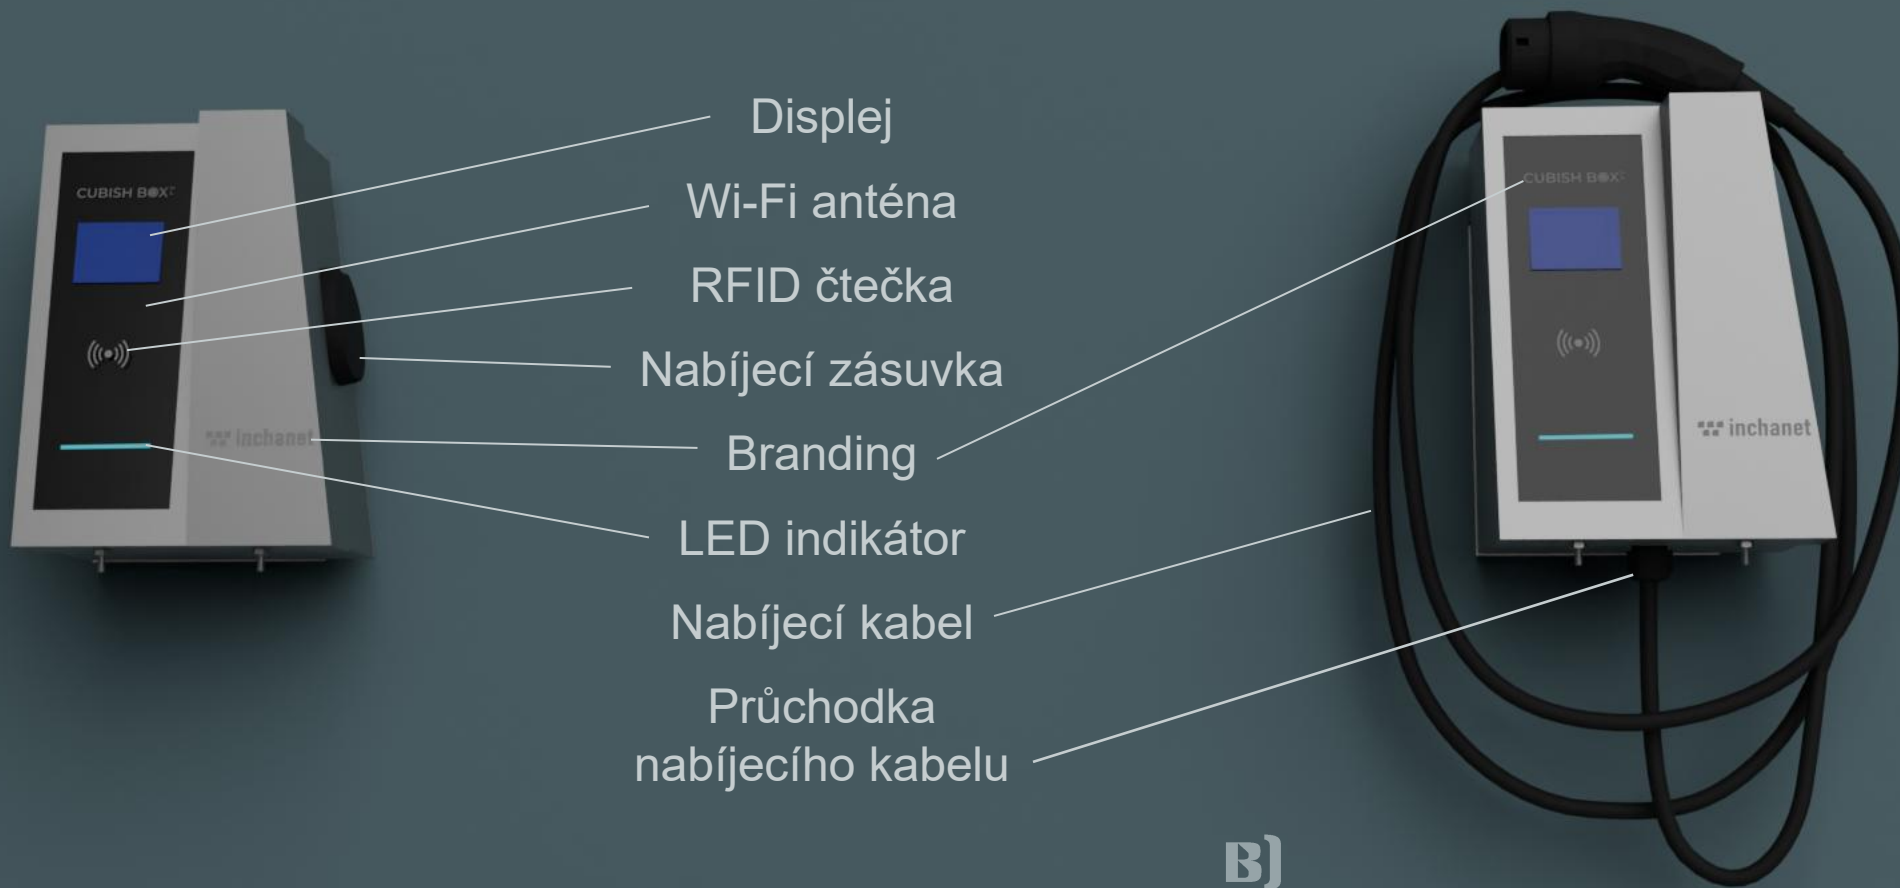 CUBISH BOX
inchanet
Displej
Wi-Fi anténa
RFID čtečka
Nabíjecí zásuvka
Branding
LED indikátor
Nabíjecí kabel
Průchodka
nabíjecího kabelu
CUBISH BOX
inchanet
B)